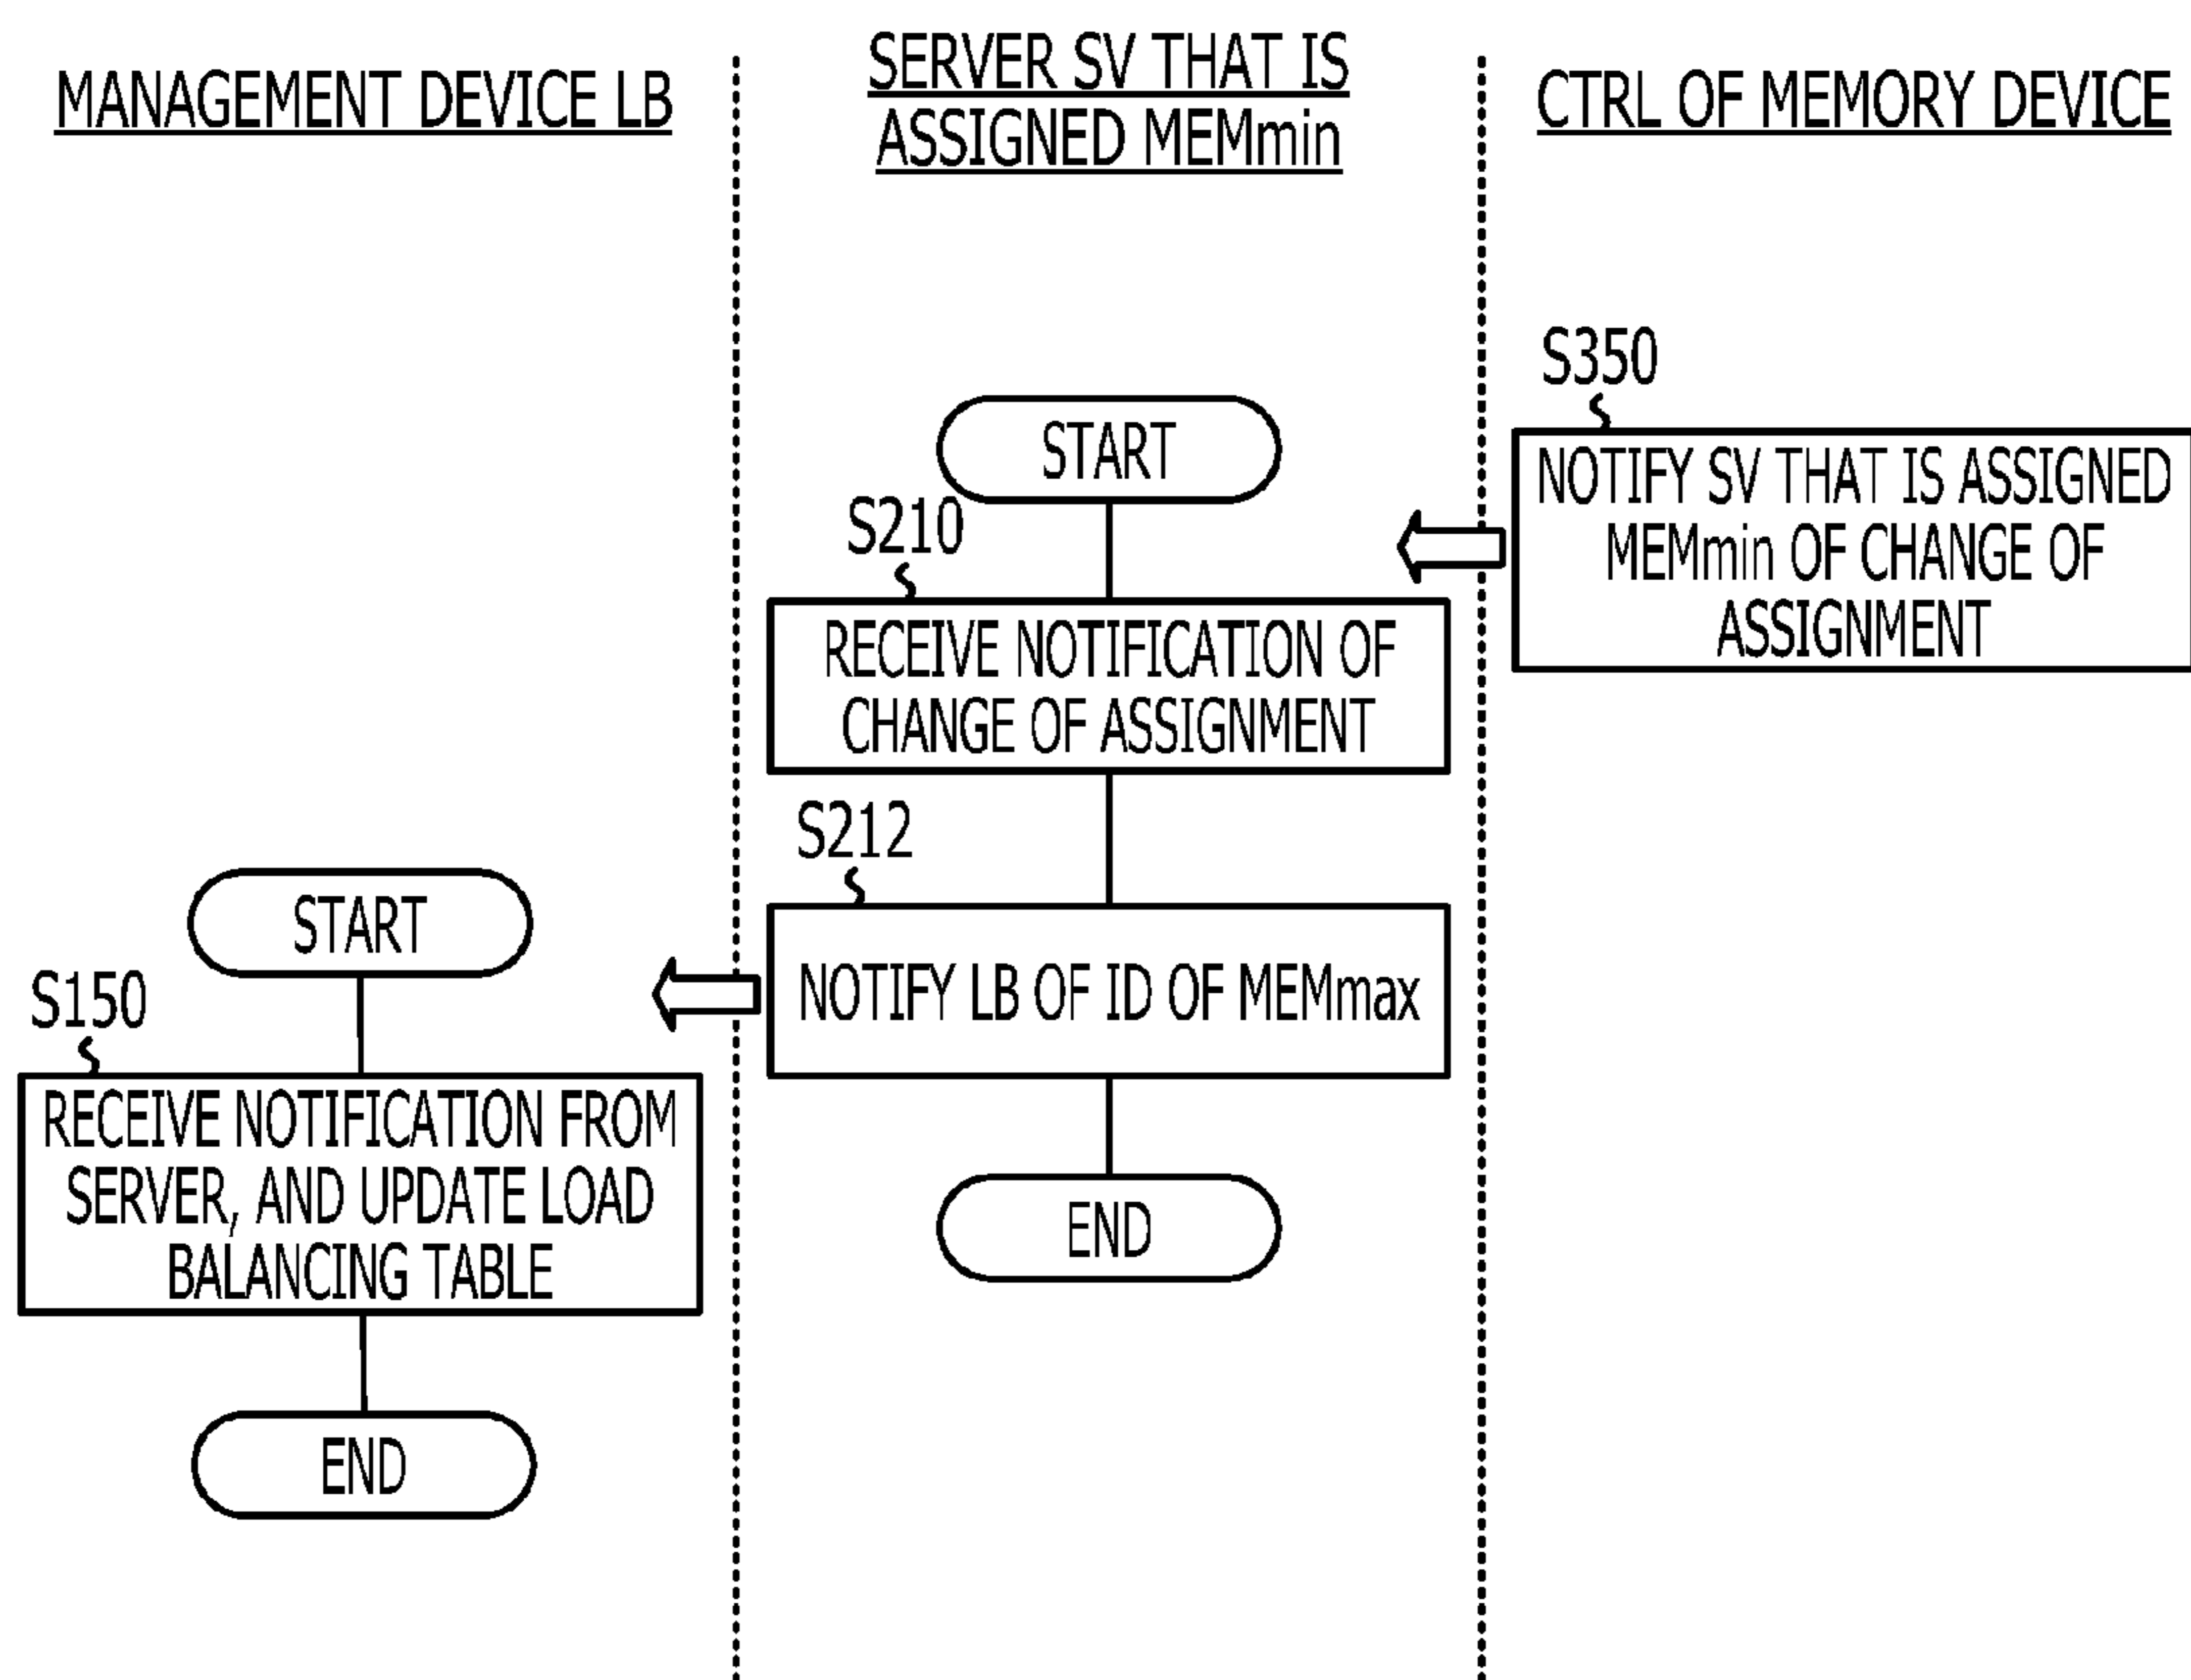 MANAGEMENT DEVICE LB
SERVER SV THAT IS
ASSIGNED MEMmin
CTRL OF MEMORY DEVICE
S350
NOTIFY SV THAT IS ASSIGNED
MEMmin OF CHANGE OF
ASSIGNMENT
START
S210
RECEIVE NOTIFICATION OF
CHANGE OF ASSIGNMENT
S212
NOTIFY LB OF ID OF MEMmax
END
START
S150
RECEIVE NOTIFICATION FROM
SERVER, AND UPDATE LOAD
BALANCING TABLE
END